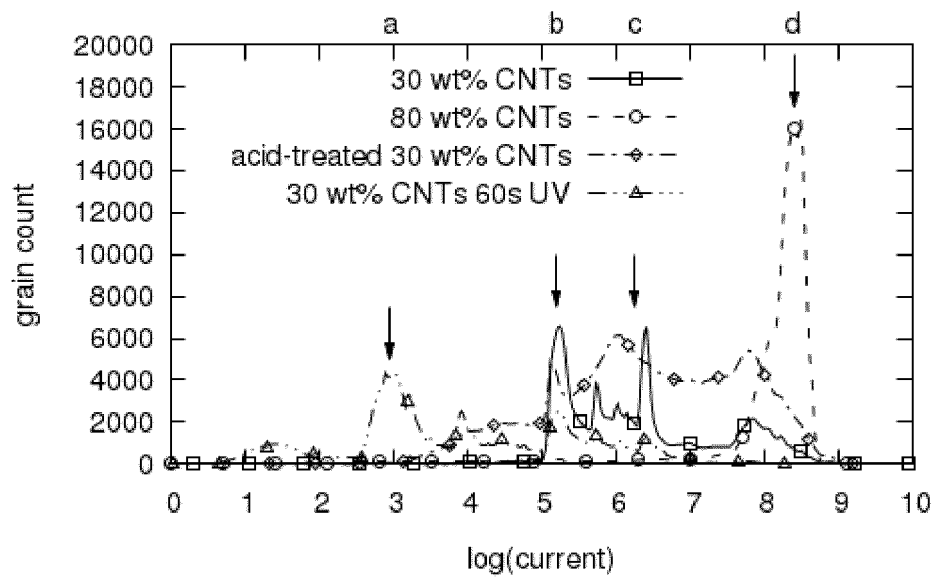 a b c d
20000
18000
16000
14000
12000
10000
8000
6000
4000
2000
0
grain count
30 wt% CNTs
80 wt% CNTs
acid-treated 30 wt% CNTs
30 wt% CNTs 60s UV
0 1 2 3 4 5 6 7 8 9 10
log(current)